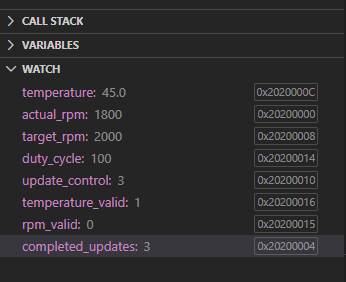 CALL STACK
VARIABLES
WATCH
temperature: 45.0 0x2020000C
actual_rpm: 1800 0x20200000
target_rpm: 2000 0x20200008
duty_cycle: 100 0x20200014
update_control: 3 0x20200010
temperature_valid: 1 0x20200016
rpm_valid: 0 0x20200015
completed_updates: 3 0x20200004